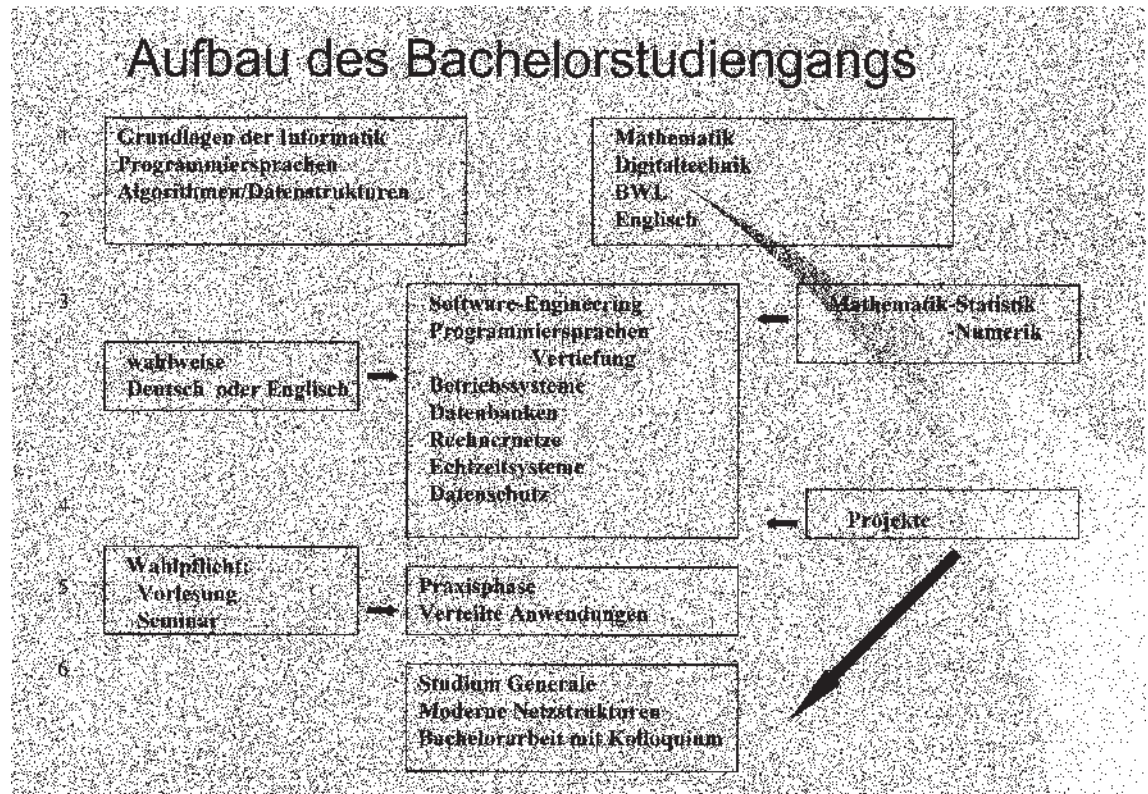 Aufbau des Bachelorstudiengangs
1
Grundlagen der Informatik
Programmiersprachen
Algorithmen/Datenstrukturen
2
Mathematik
Digitaltechnik
BWL
Englisch
3
Software-Engineering
Programmiersprachen
Vertiefung
Betriebssysteme
Datenbanken
Rechnernetze
Echtzeitsysteme
Datenschutz
Mathematik-Statistik
-Numerik
wahlweise
Deutsch oder Englisch
4
Projekte
Wahlpflicht:
Vorlesung
Seminar
5
Praxisphase
Verteilte Anwendungen
6
Studium Generale
Moderne Netzstrukturen
Bachelorarbeit mit Kolloquium